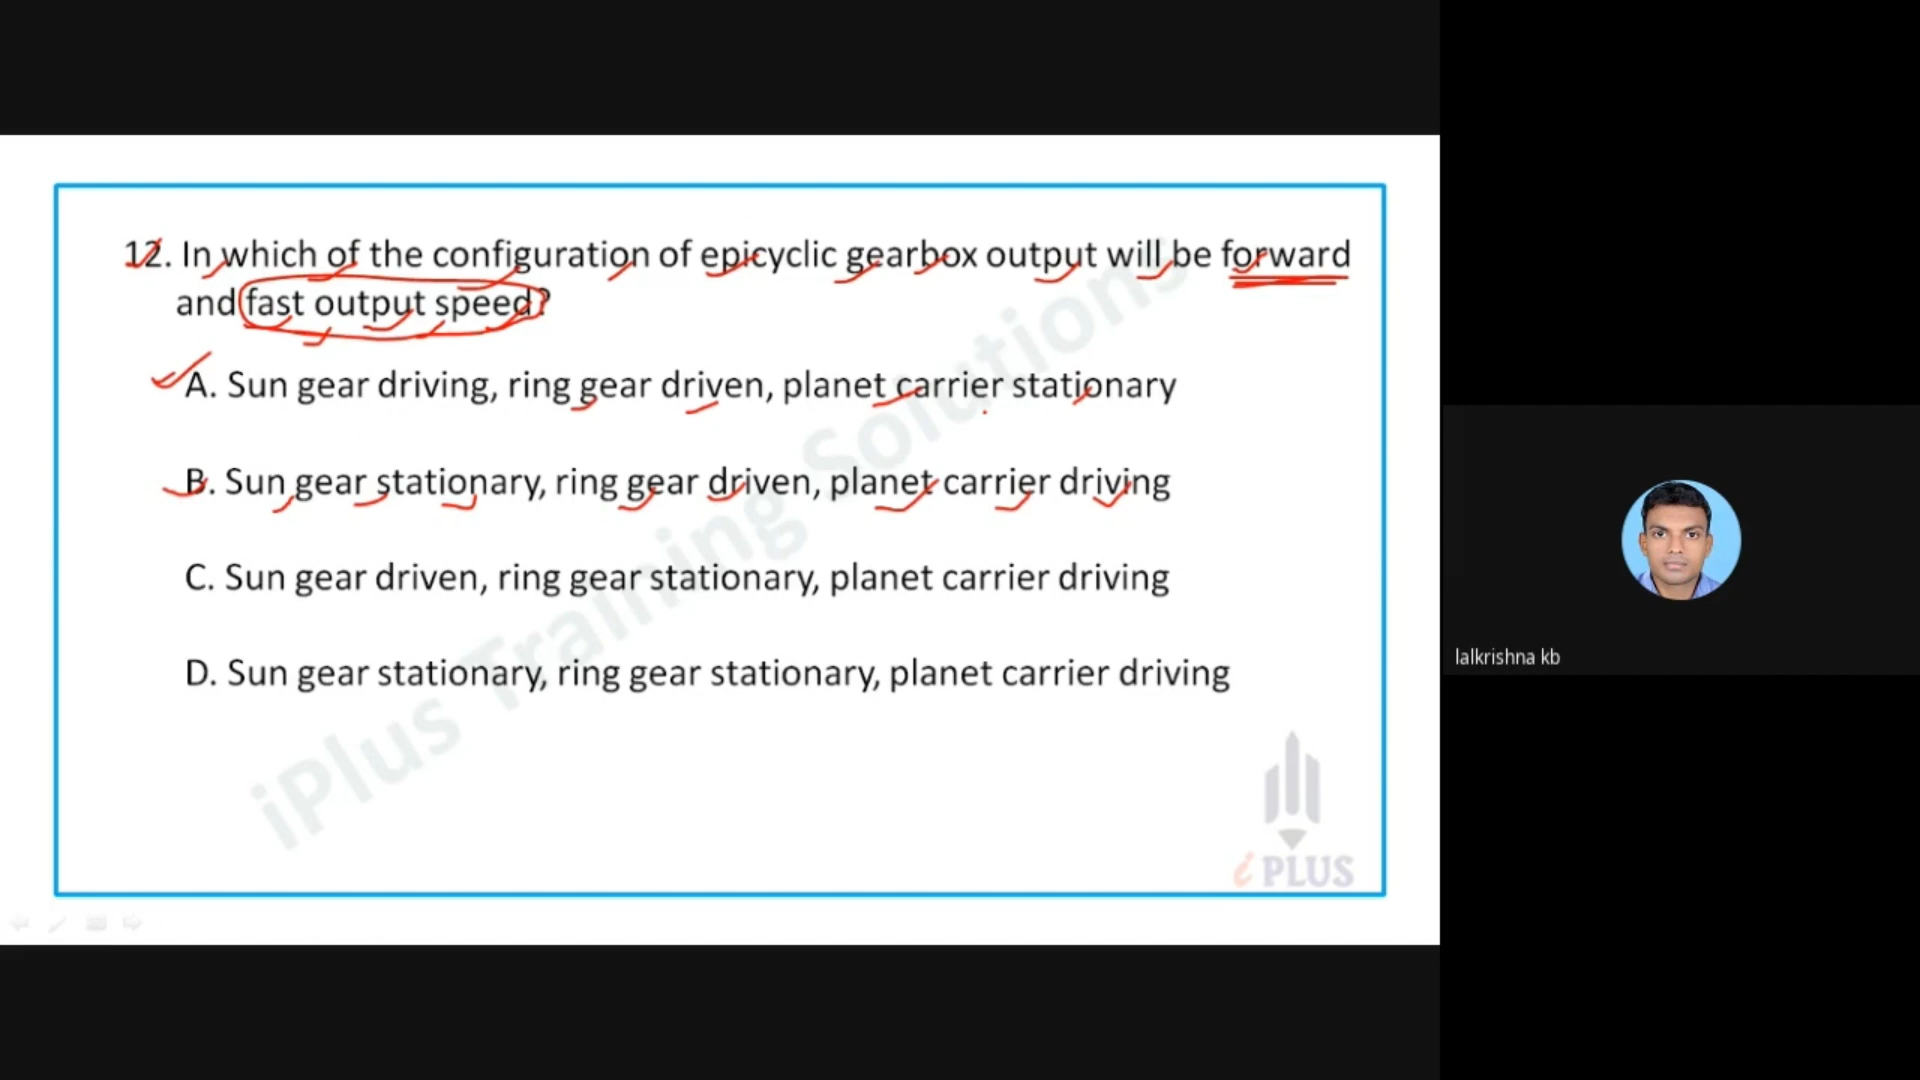 12. In which of the configuration of epicyclic gearbox output will be forward
and fast output speed?
A. Sun gear driving, ring gear driven, planet carrier stationary
B. Sun gear stationary, ring gear driven, planet carrier driving
C. Sun gear driven, ring gear stationary, planet carrier driving
D. Sun gear stationary, ring gear stationary, planet carrier driving
iPlus Training Solutions
i PLUS
lalkrishna kb